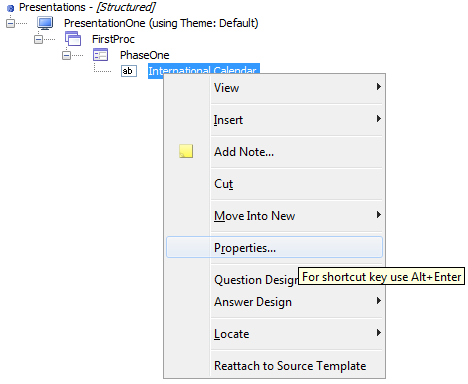 Presentations - [Structured]
PresentationOne (using Theme: Default)
FirstProc
PhaseOne
ab International Calendar
View
Insert
Add Note...
Cut
Move Into New
Properties...
For shortcut key use Alt+Enter
Question Design
Answer Design
Locate
Reattach to Source Template